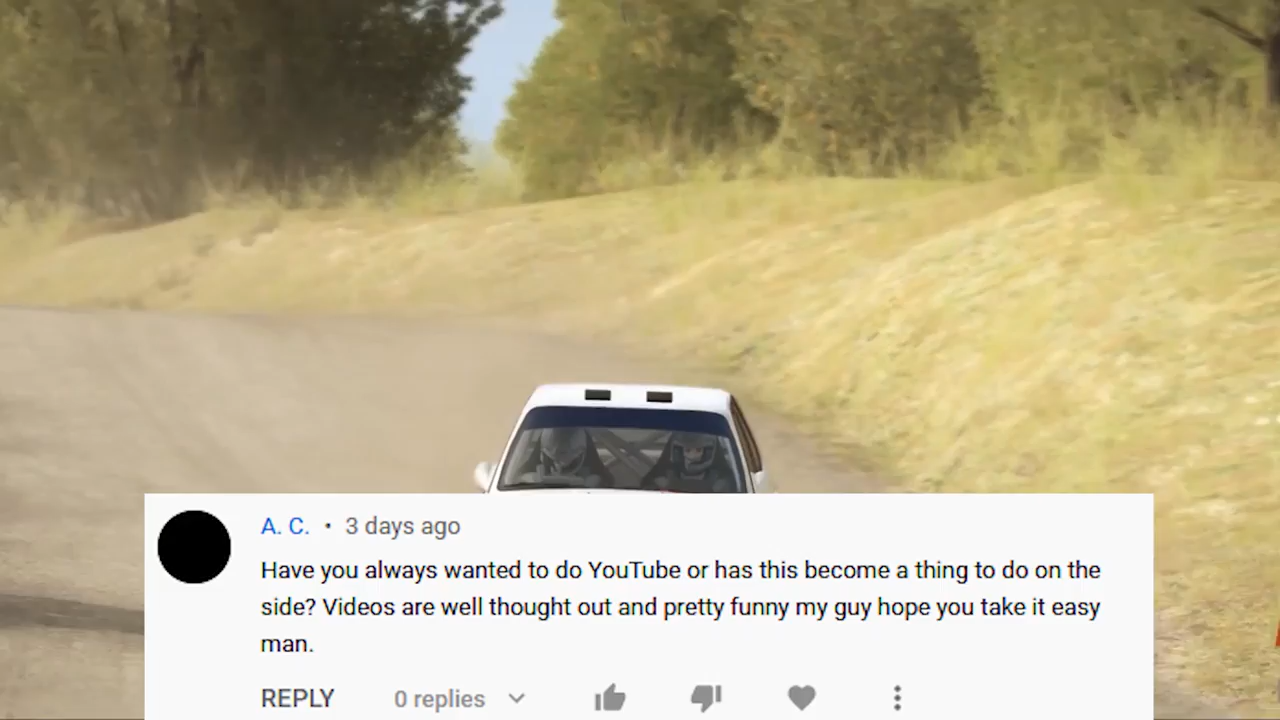 A. C. • 3 days ago
Have you always wanted to do YouTube or has this become a thing to do on the
side? Videos are well thought out and pretty funny my guy hope you take it easy
man.
REPLY 0 replies